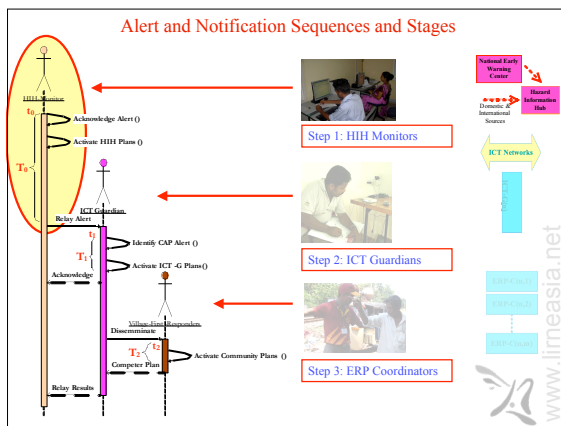 Alert and Notification Sequences and Stages
HIH Monitor
t0
Acknowledge Alert ()
Activate HIH Plans ()
T0
ICT Guardian
Relay Alert
t1
Identify CAP Alert ()
T1
Activate ICT -G Plans()
Acknowledge
Village-First Responders
Dissemminate
t2
T2
Activate Community Plans ()
Competer Plan
Relay Results
Step 1: HIH Monitors
Step 2: ICT Guardians
Step 3: ERP Coordinators
National Early
Warning
Center
Hazard
Information
Hub
Domestic &
International
Sources
ICT Networks
www.lirneasia.net